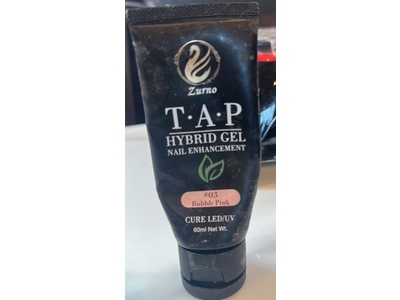 Zurno
T·A·P
HYBRID GEL
NAIL ENHANCEMENT
#03
Bubble Pink
CURE LED/UV
60ml Net Wt.